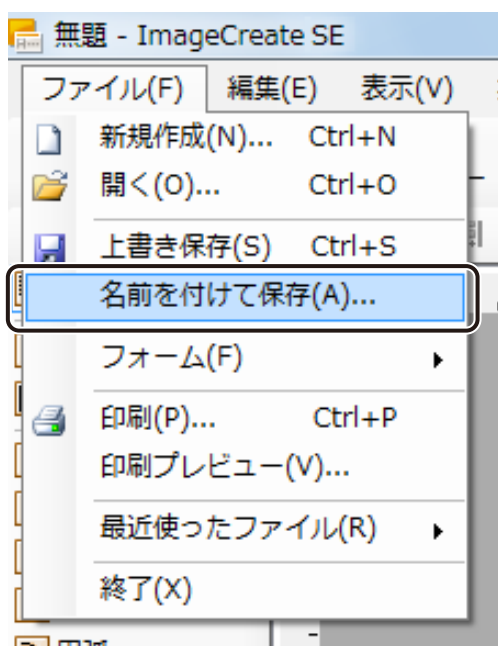 無題 - ImageCreate SE
ファイル(F) 編集(E) 表示(V)
新規作成(N)... Ctrl+N
開く(O)... Ctrl+O
上書き保存(S) Ctrl+S
名前を付けて保存(A)...
フォーム(F)
印刷(P)... Ctrl+P
印刷プレビュー(V)...
最近使ったファイル(R)
終了(X)